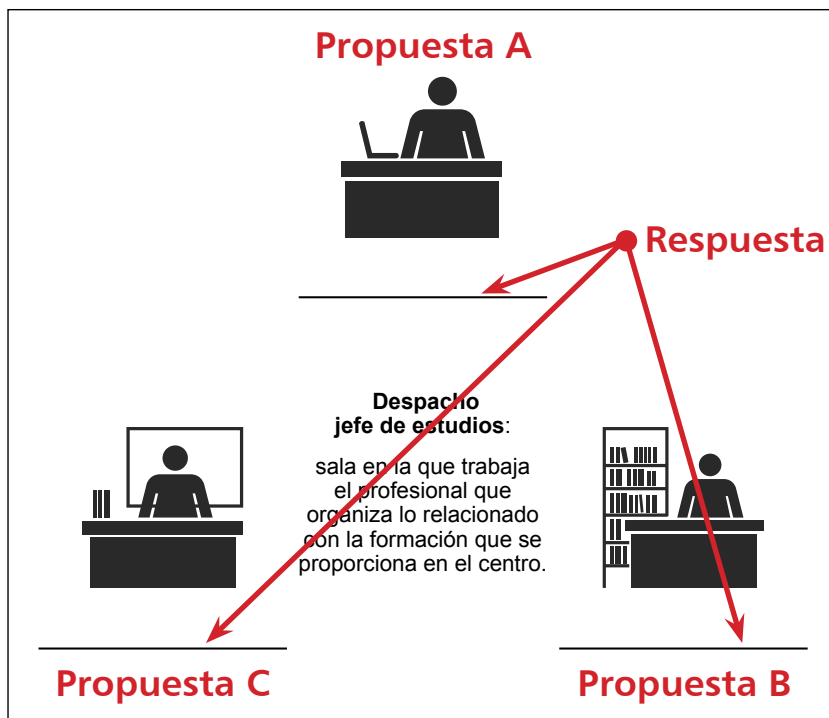 Propuesta A
Respuesta
Despacho
jefe de estudios:
sala en la que trabaja
el profesional que
organiza lo relacionado
con la formación que se
proporciona en el centro.
Propuesta C
Propuesta B